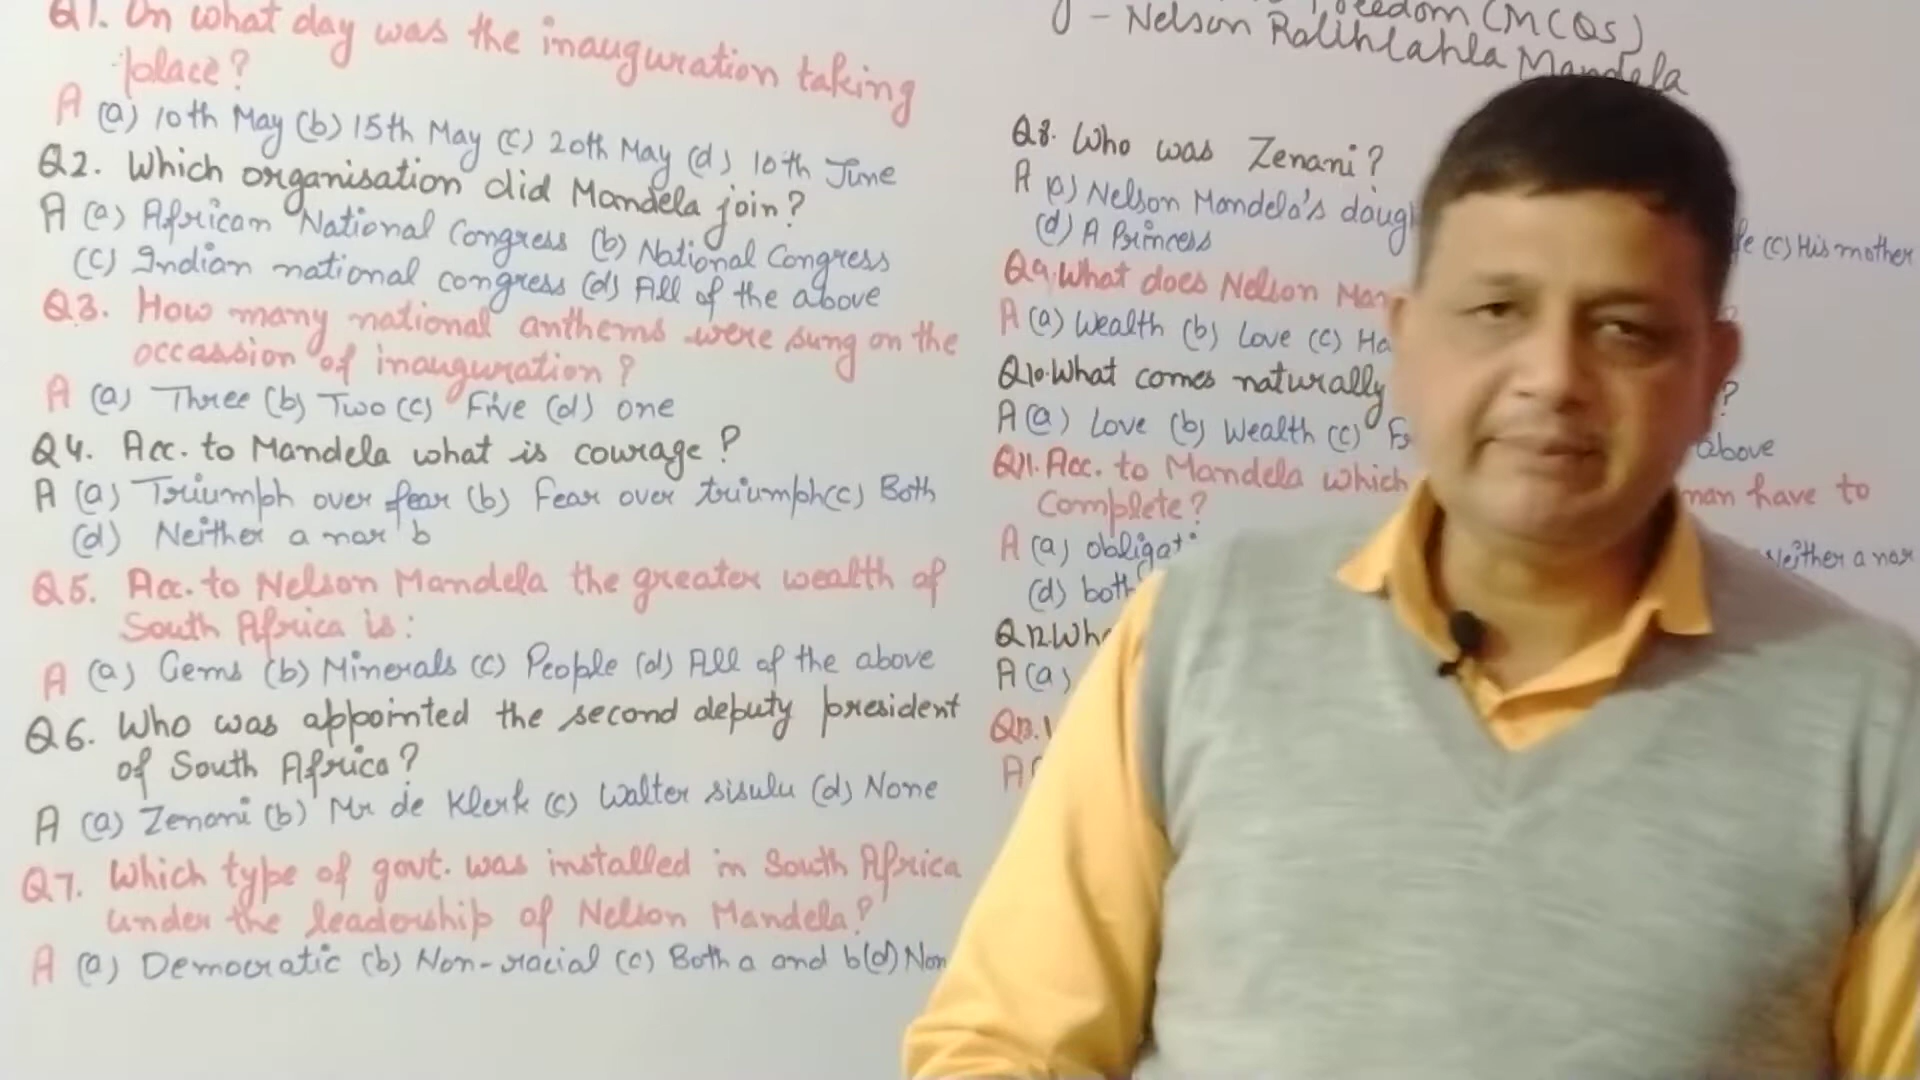 Q1. On what day was the inauguration taking
place?
A (a) 10th May (b) 15th May (c) 20th May (d) 10th June
Q2. Which organisation did Mandela join?
A (a) African National Congress (b) National Congress
(c) Indian national congress (d) All of the above
Q3. How many national anthems were sung on the
occassion of inauguration?
A (a) Three (b) Two (c) Five (d) one
Q4. Acc. to Mandela what is courage?
A (a) Triumph over fear (b) Fear over triumph (c) Both
(d) Neither a nor b
Q5. Acc. to Nelson Mandela the greater wealth of
South Africa is:
A (a) Gems (b) Minerals (c) People (d) All of the above
Q6. Who was appointed the second deputy president
of South Africa?
A (a) Zenani (b) Mr de Klerk (c) Walter sisulu (d) None
Q7. Which type of govt. was installed in South Africa
under the leadership of Nelson Mandela?
A (a) Democratic (b) Non-racial (c) Both a and b (d) Non
Freedom (MCQS)
- Nelson Rolihlahla Mandela
Q8. Who was Zenani?
A (a) Nelson Mandela's daug (c) His mother
(d) A Princess
Q9. What does Nelson Man
A (a) Wealth (b) Love (c) Ha
Q10. What comes naturally ?
A (a) Love (b) Wealth (c) above
Q11. Acc. to Mandela which man have to
Complete?
A (a) obligati Neither a nor
(d) both
Q12. Wh
A (a)
Q13.
A (